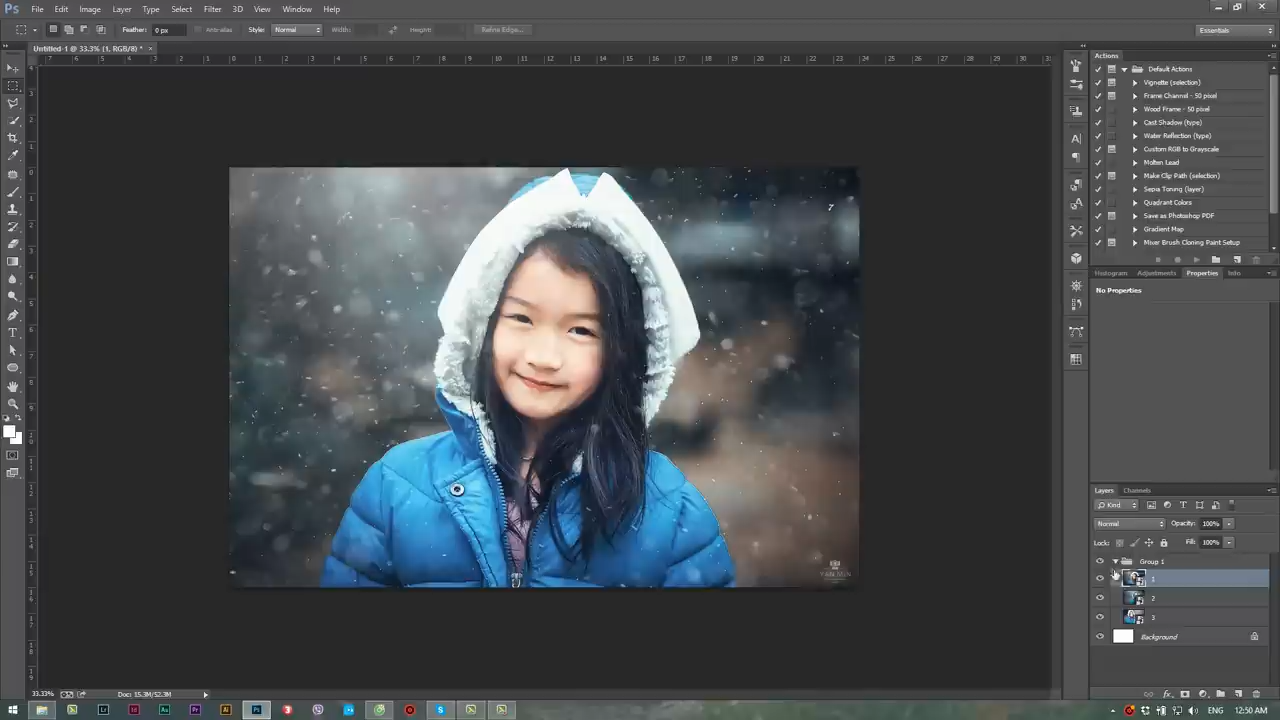 Ps File Edit Image Layer Type Select Filter 3D View Window Help
Feather: 0 px Anti-alias Style: Normal Width: Height: Refine Edge... Essentials
Untitled-1 @ 33.3% (1, RGB/8) *
Actions
Default Actions
Vignette (selection)
Frame Channel - 50 pixel
Wood Frame - 50 pixel
Cast Shadow (type)
Water Reflection (type)
Custom RGB to Grayscale
Molten Lead
Make Clip Path (selection)
Sepia Toning (layer)
Quadrant Colors
Save as Photoshop PDF
Gradient Map
Mixer Brush Cloning Paint Setup
Histogram Adjustments Properties Info
No Properties
Layers Channels
Kind
Normal Opacity: 100%
Lock: Fill: 100%
Group 1
1
2
3
Background
33.33% Doc: 15.3M/52.3M
12:50 AM